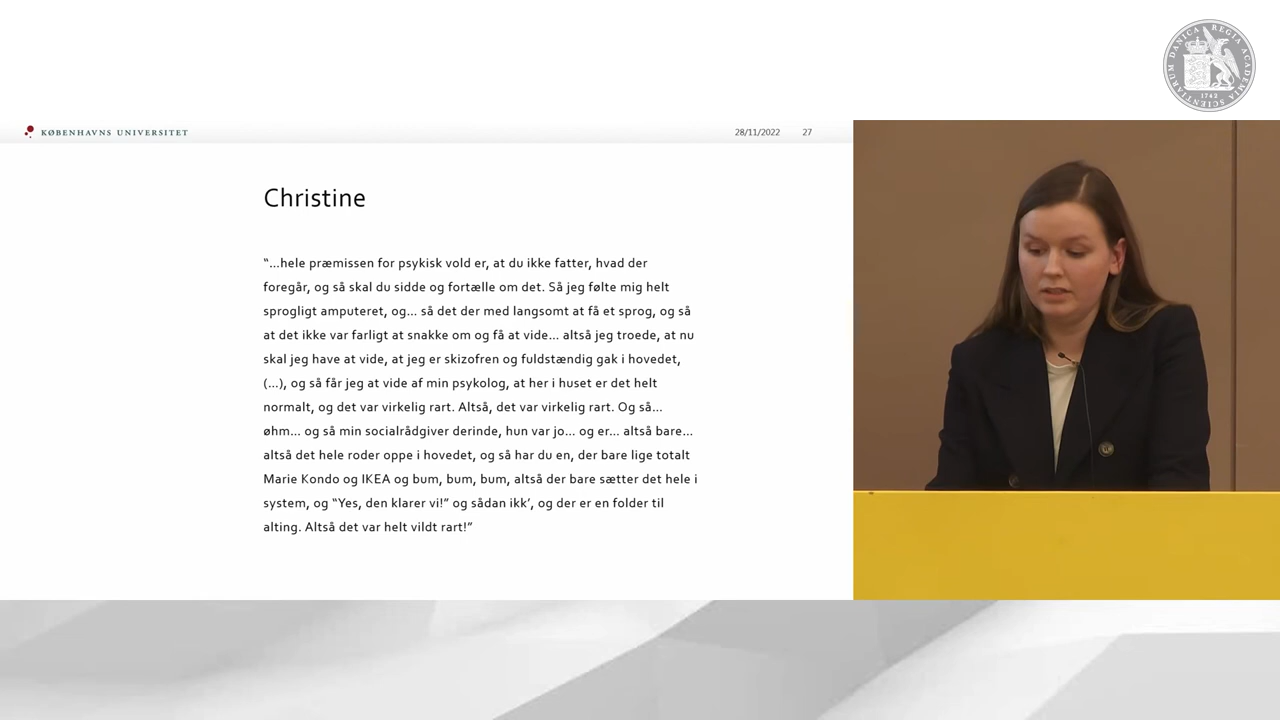 REGIA ACADEMIA SCIENTIARUM DANICA
1742
KØBENHAVNS UNIVERSITET
28/11/2022 27
Christine
“...hele præmissen for psykisk vold er, at du ikke fatter, hvad der
foregår, og så skal du sidde og fortælle om det. Så jeg følte mig helt
sprogligt amputeret, og... så det der med langsomt at få et sprog, og så
at det ikke var farligt at snakke om og få at vide... altså jeg troede, at nu
skal jeg have at vide, at jeg er skizofren og fuldstændig gak i hovedet,
(...), og så får jeg at vide af min psykolog, at her i huset er det helt
normalt, og det var virkelig rart. Altså, det var virkelig rart. Og så...
øhm... og så min socialrådgiver derinde, hun var jo... og er... altså bare...
altså det hele roder oppe i hovedet, og så har du en, der bare lige totalt
Marie Kondo og IKEA og bum, bum, bum, altså der bare sætter det hele i
system, og “Yes, den klarer vi!” og sådan ikk’, og der er en folder til
alting. Altså det var helt vildt rart!”